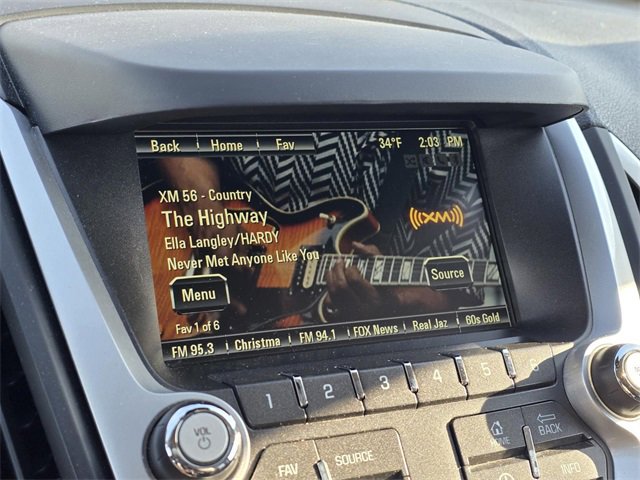 Back Home Fav 34°F 2:03 PM
XM 56 - Country
The Highway
Ella Langley/HARDY
Never Met Anyone Like You
((XM))
Menu
Source
Fav 1 of 6
FM 95.3 Christma FM 94.1 FOX News Real Jaz 60s Gold
1 2 3 4 5 6
VOL
FAV SOURCE
HOME BACK
INFO